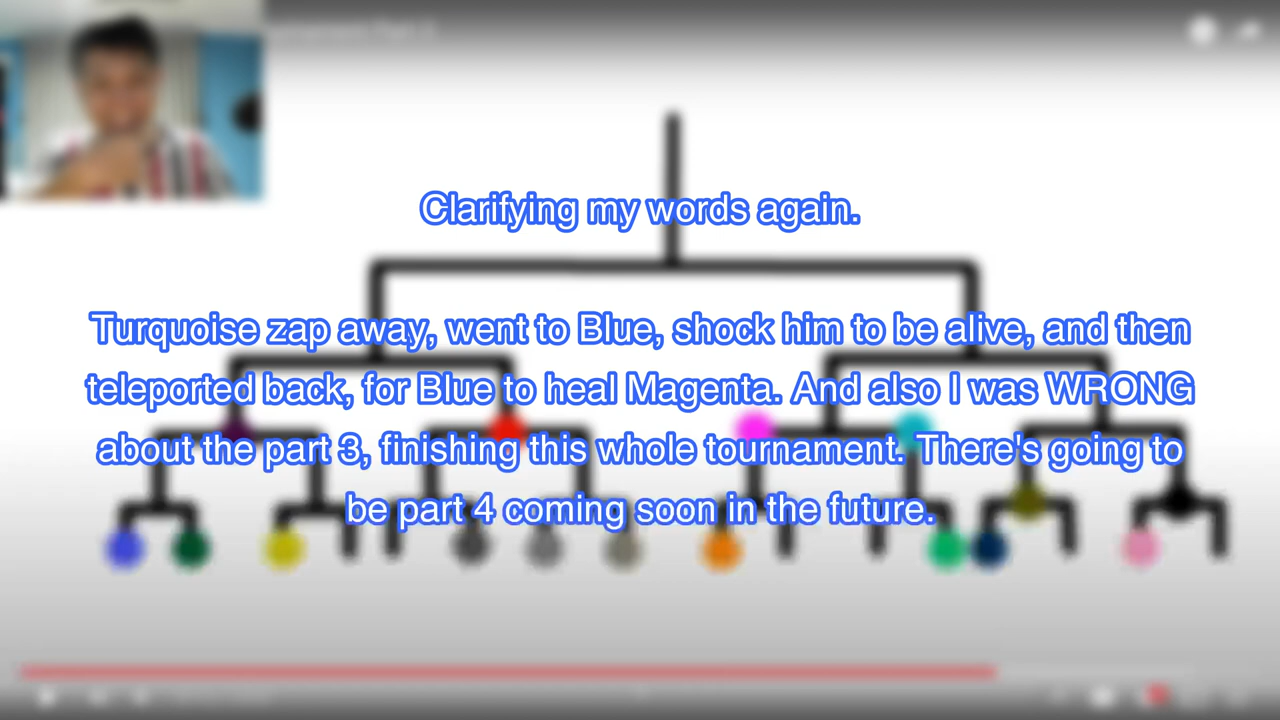 Clarifying my words again.
Turquoise zap away, went to Blue, shock him to be alive, and then
teleported back, for Blue to heal Magenta. And also I was WRONG
about the part 3, finishing this whole tournament. There's going to
be part 4 coming soon in the future.